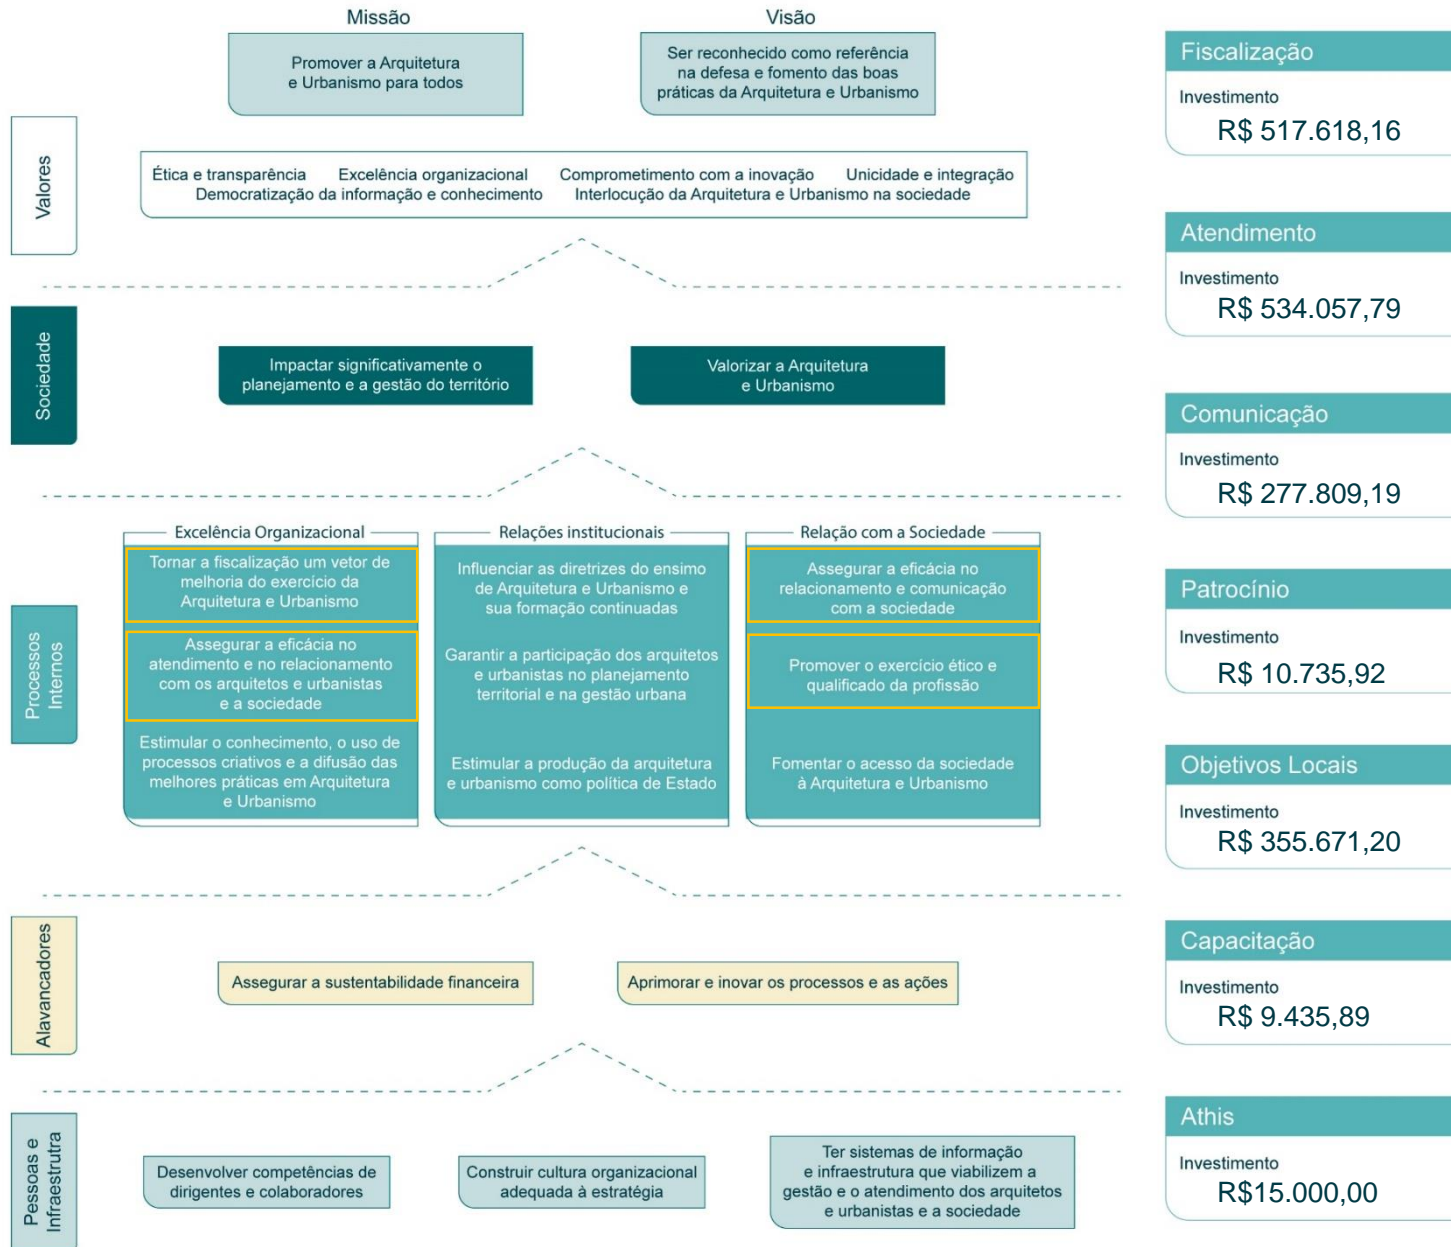 Missão
Promover a Arquitetura
e Urbanismo para todos
Visão
Ser reconhecido como referência
na defesa e fomento das boas
práticas da Arquitetura e Urbanismo
Valores
Ética e transparência Excelência organizacional Comprometimento com a inovação Unicidade e integração
Democratização da informação e conhecimento Interlocução da Arquitetura e Urbanismo na sociedade
Sociedade
Impactar significativamente o
planejamento e a gestão do território
Valorizar a Arquitetura
e Urbanismo
Processos
Internos
Excelência Organizacional
Tornar a fiscalização um vetor de
melhoria do exercício da
Arquitetura e Urbanismo
Assegurar a eficácia no
atendimento e no relacionamento
com os arquitetos e urbanistas
e a sociedade
Estimular o conhecimento, o uso de
processos criativos e a difusão das
melhores práticas em Arquitetura
e Urbanismo
Relações institucionais
Influenciar as diretrizes do ensimo
de Arquitetura e Urbanismo e
sua formação continuadas
Garantir a participação dos arquitetos
e urbanistas no planejamento
territorial e na gestão urbana
Estimular a produção da arquitetura
e urbanismo como política de Estado
Relação com a Sociedade
Assegurar a eficácia no
relacionamento e comunicação
com a sociedade
Promover o exercício ético e
qualificado da profissão
Fomentar o acesso da sociedade
à Arquitetura e Urbanismo
Alavancadores
Assegurar a sustentabilidade financeira
Aprimorar e inovar os processos e as ações
Pessoas e
Infraestrutra
Desenvolver competências de
dirigentes e colaboradores
Construir cultura organizacional
adequada à estratégia
Ter sistemas de informação
e infraestrutura que viabilizem a
gestão e o atendimento dos arquitetos
e urbanistas e a sociedade
Fiscalização
Investimento
R$ 517.618,16
Atendimento
Investimento
R$ 534.057,79
Comunicação
Investimento
R$ 277.809,19
Patrocínio
Investimento
R$ 10.735,92
Objetivos Locais
Investimento
R$ 355.671,20
Capacitação
Investimento
R$ 9.435,89
Athis
Investimento
R$15.000,00